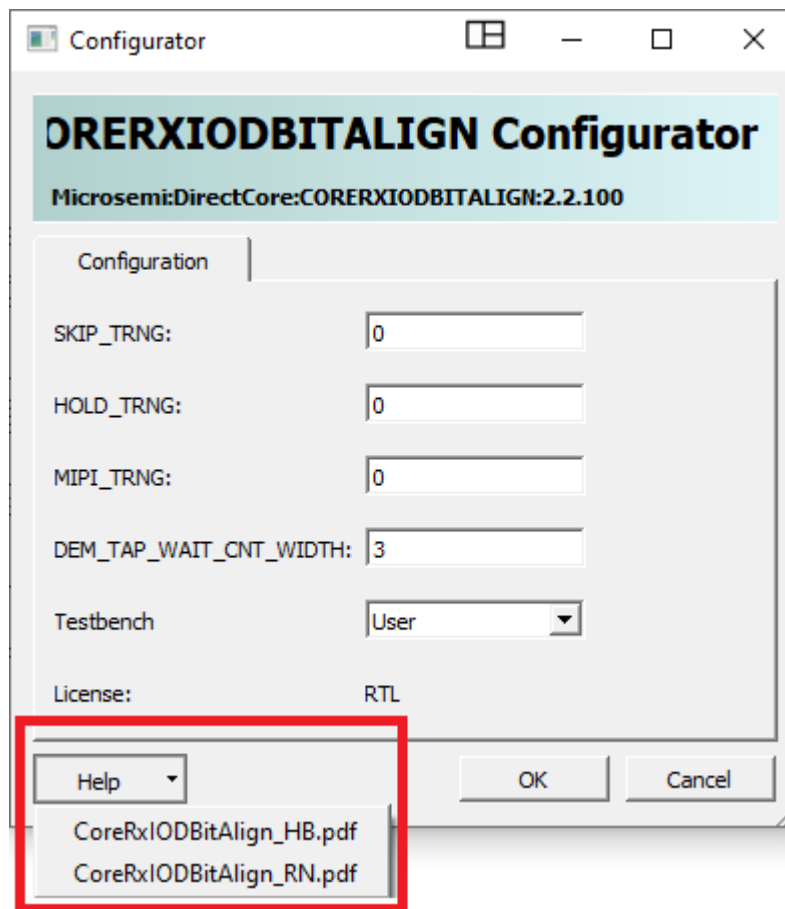 Configurator
ORERXIODBITALIGN Configurator
Microsemi:DirectCore:CORERXIODBITALIGN:2.2.100
Configuration
SKIP_TRNG: 0
HOLD_TRNG: 0
MIPI_TRNG: 0
DEM_TAP_WAIT_CNT_WIDTH: 3
Testbench User
License: RTL
Help OK Cancel
CoreRxIODBitAlign_HB.pdf
CoreRxIODBitAlign_RN.pdf